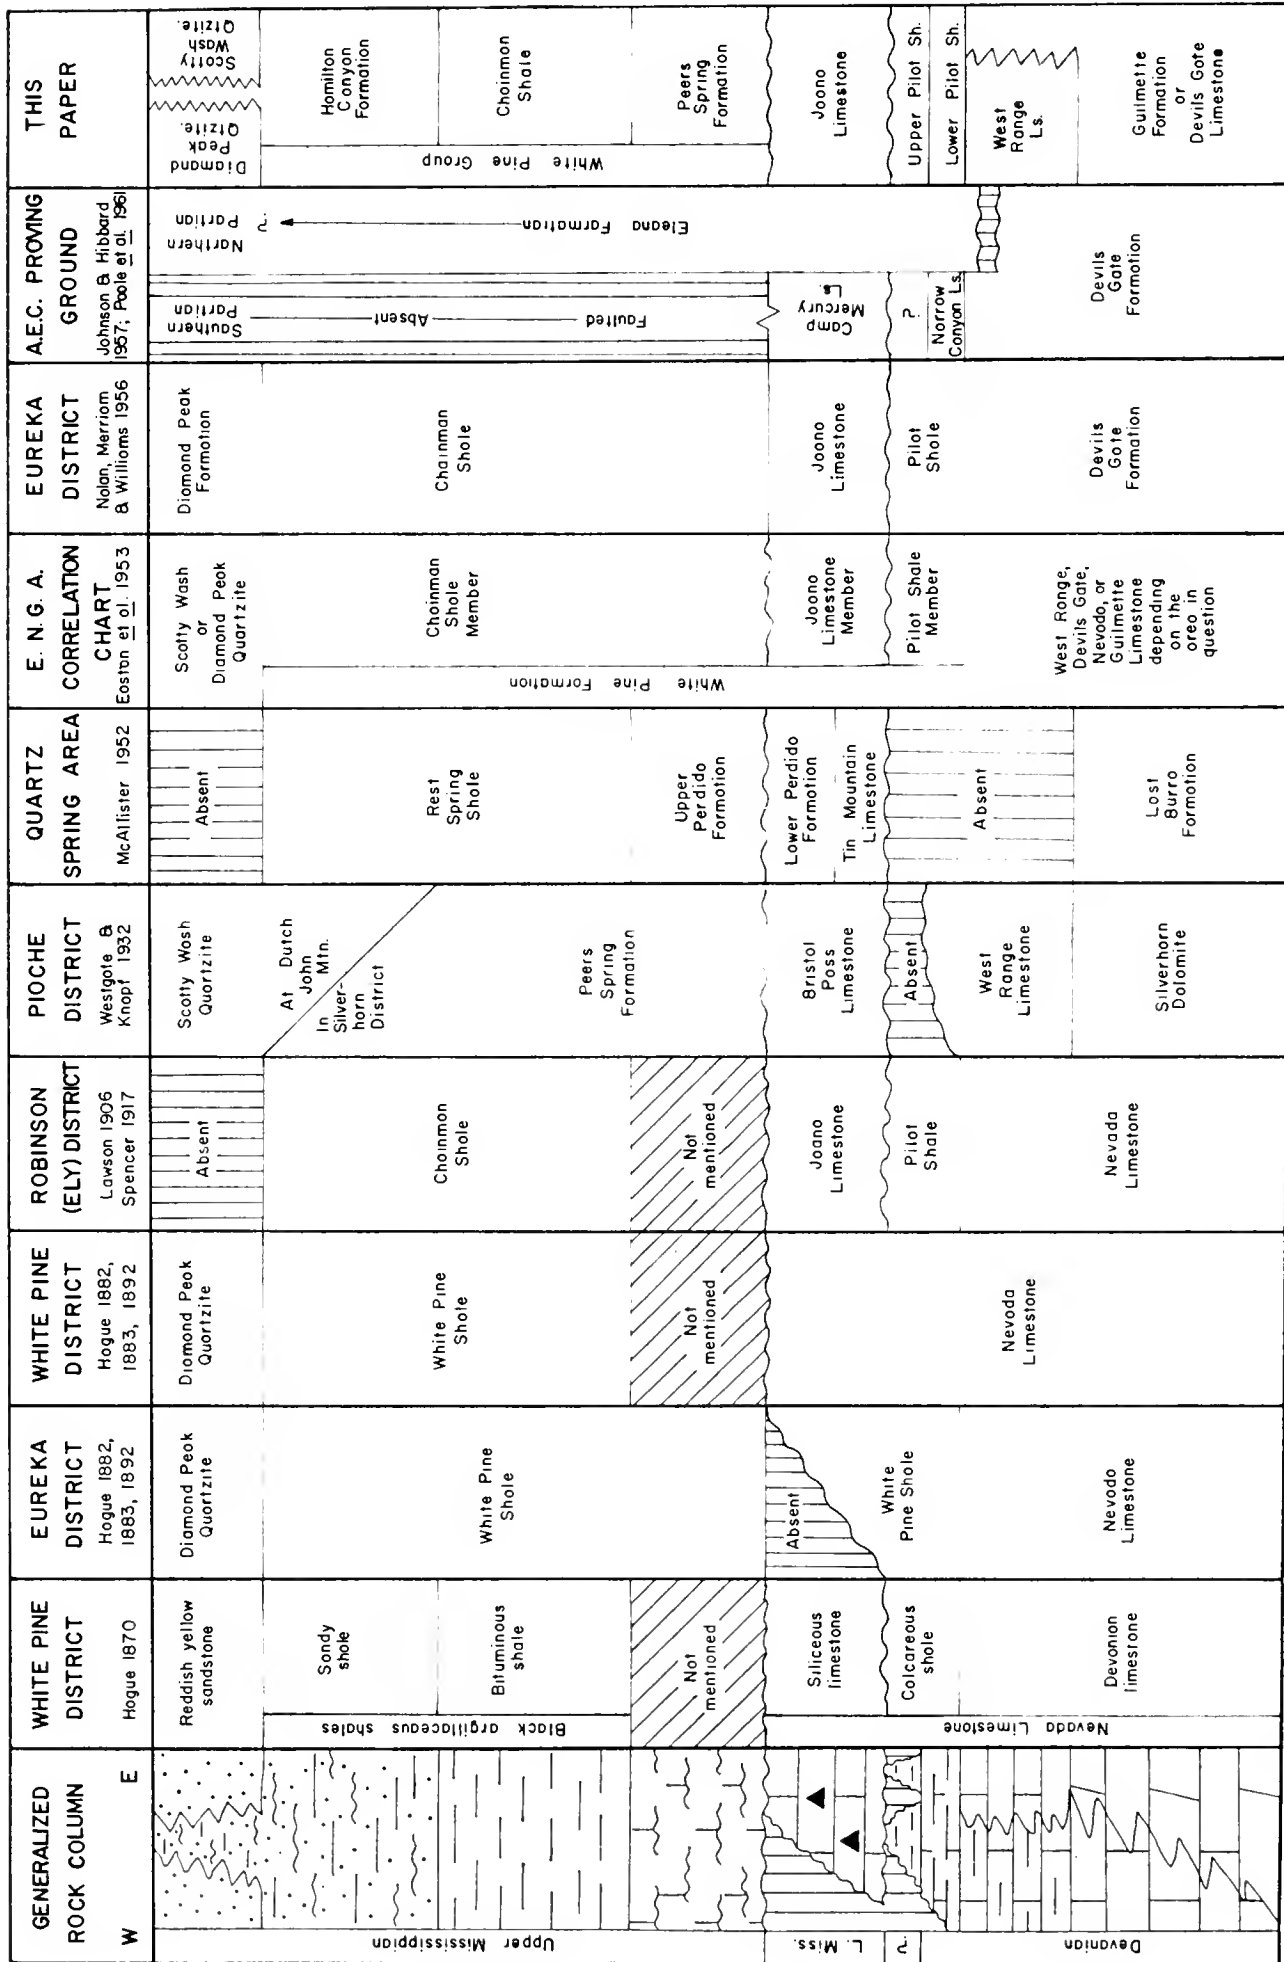 GENERALIZED
ROCK COLUMN
W E
Upper Mississippian
L. Miss.
?
Devonian
WHITE PINE
DISTRICT
Hague 1870
Reddish yellow
sandstone
Black argillaceous shales
Sandy
shale
Bituminous
shale
Not
mentioned
Nevada Limestone
Siliceous
limestone
Calcareous
shale
Devonian
limestone
EUREKA
DISTRICT
Hague 1882,
1883, 1892
Diamond Peak
Quartzite
White Pine
Shale
Absent
White
Pine Shale
Nevada
Limestone
WHITE PINE
DISTRICT
Hague 1882,
1883, 1892
Diamond Peak
Quartzite
White Pine
Shale
Not
mentioned
Nevada
Limestone
ROBINSON
(ELY) DISTRICT
Lawson 1906
Spencer 1917
Absent
Chainman
Shale
Not
mentioned
Joana
Limestone
Pilot
Shale
Nevada
Limestone
PIOCHE
DISTRICT
Westgate &
Knopf 1932
Scotty Wash
Quartzite
At Dutch
John Mtn.
In Silver-
horn
District
Peers
Spring
Formation
Bristol
Pass
Limestone
Absent
West
Range
Limestone
Silverhorn
Dolomite
QUARTZ
SPRING AREA
McAllister 1952
Absent
Rest
Spring
Shale
Upper
Perdido
Formation
Lower Perdido
Formation
Tin Mountain
Limestone
Absent
Lost
Burro
Formation
E. N. G. A.
CORRELATION
CHART
Easton et al. 1953
Scotty Wash
or
Diamond Peak
Quartzite
White Pine Formation
Chainman
Shale
Member
Joana
Limestone
Member
Pilot Shale
Member
West Range,
Devils Gate,
Nevada, or
Guilmette
Limestone
depending
on the
area in
question
EUREKA
DISTRICT
Nolan, Merriam
& Williams 1956
Diamond Peak
Formation
Chainman
Shale
Joana
Limestone
Pilot
Shale
Devils
Gate
Formation
A.E.C. PROVING
GROUND
Johnson & Hibbard
1957; Poole et al. 1961
Southern
Portion
Faulted Absent
Northern
Portion
?
Eleana Formation
Camp
Mercury
Ls.
?
Narrow
Canyon Ls.
Devils
Gate
Formation
THIS
PAPER
Diamond
Peak
Qtzite.
Scotty
Wash
Qtzite.
White Pine Group
Hamilton
Canyon
Formation
Chainman
Shale
Peers
Spring
Formation
Joana
Limestone
Upper Pilot Sh.
Lower Pilot Sh.
West
Range
Ls.
Guilmette
Formation
or
Devils Gate
Limestone